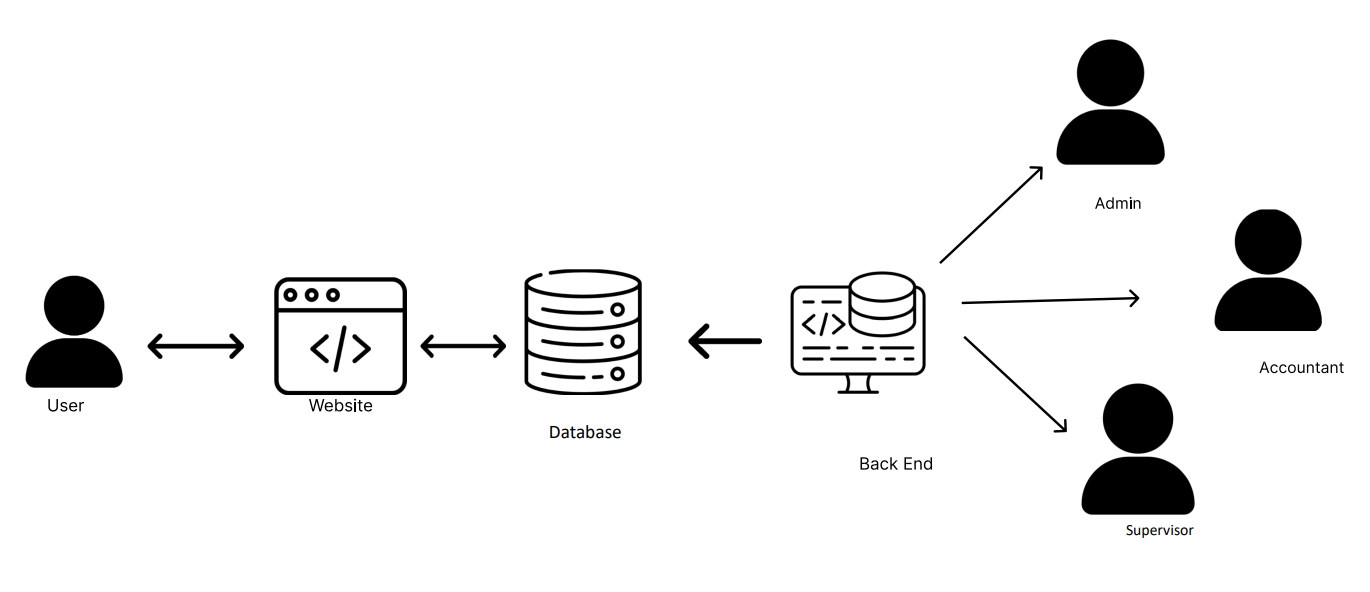 Admin
Accountant
User
Website
Database
Back End
Supervisor